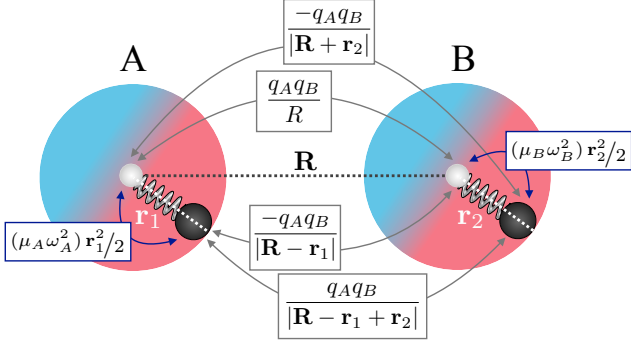 A
B
−q_A q_B / |R + r_2|
q_A q_B / R
R
(μ_B ω_B^2) r_2^2/2
r_1
r_2
(μ_A ω_A^2) r_1^2/2
−q_A q_B / |R − r_1|
q_A q_B / |R − r_1 + r_2|